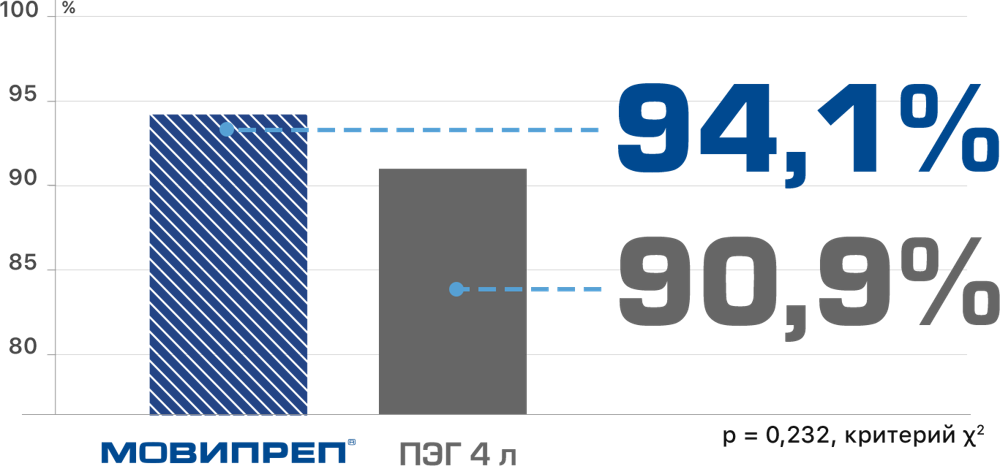 100 %
95
90
85
80
94,1%
90,9%
МОВИПРЕП®
ПЭГ 4 л
p = 0,232, критерий χ²